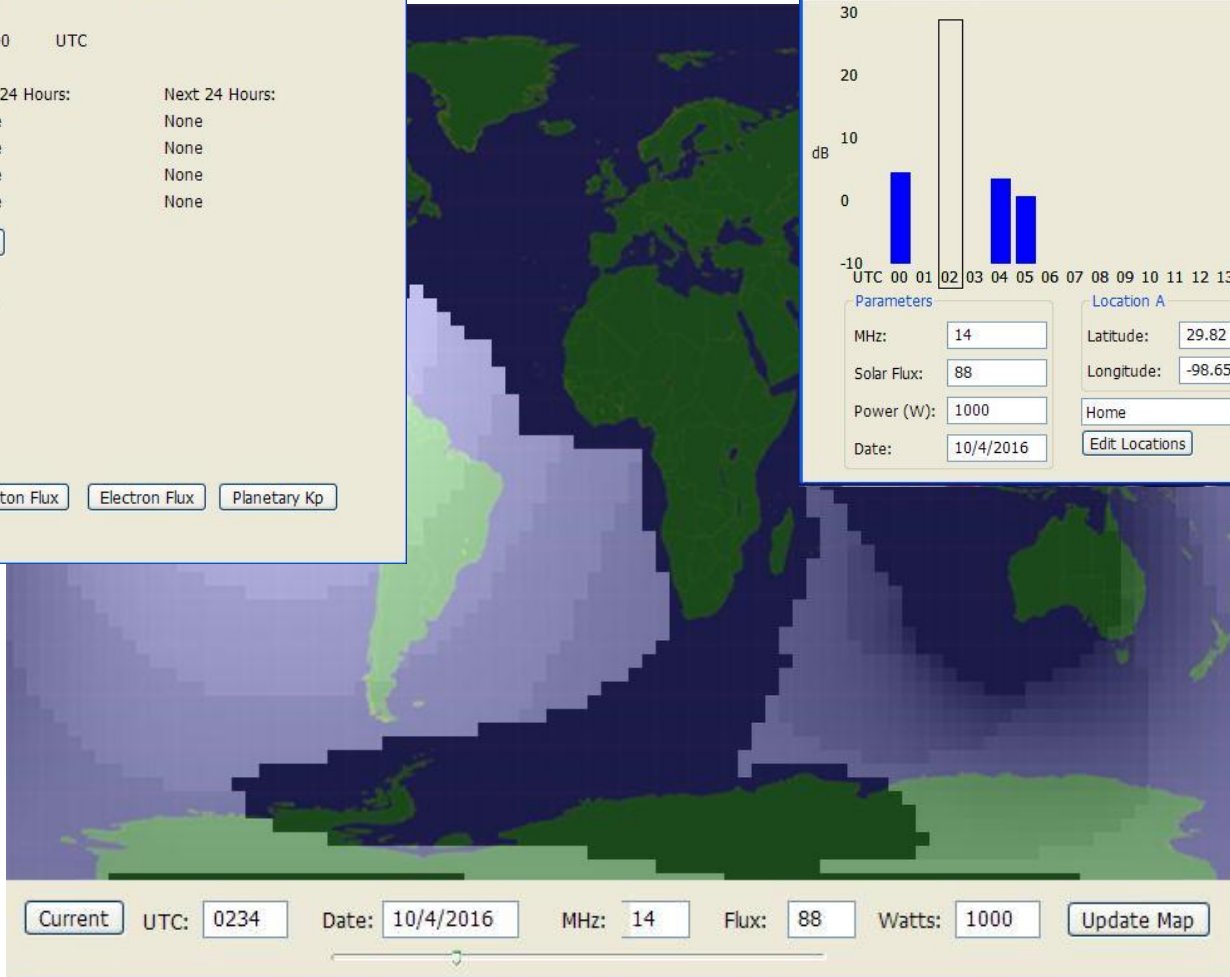 UTC
24 Hours: Next 24 Hours:
None
None
None
None
ton Flux Electron Flux Planetary Kp
30
20
10
dB
0
-10
UTC 00 01 02 03 04 05 06 07 08 09 10 11 12 13
Parameters
MHz: 14
Solar Flux: 88
Power (W): 1000
Date: 10/4/2016
Location A
Latitude: 29.82
Longitude: -98.65
Home
Edit Locations
Current UTC: 0234 Date: 10/4/2016 MHz: 14 Flux: 88 Watts: 1000 Update Map